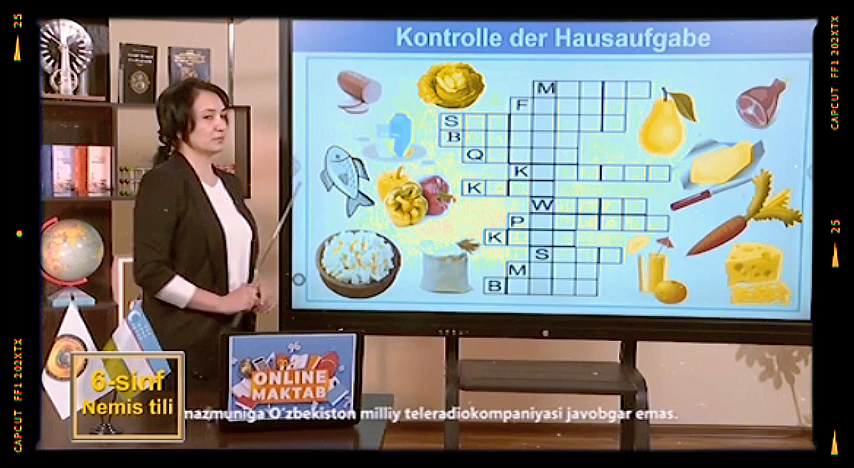 25
25
CAPCUT FF1 202XTX
Kontrolle der Hausaufgabe
M
F
S
B
Q
K
K
W
P
K
S
M
B
25
CAPCUT FF1 202XTX
ONLINE
MAKTAB
6-sinf
Nemis tili
nazmuniga O'zbekiston milliy teleradiokompaniyasi javobgar emas.